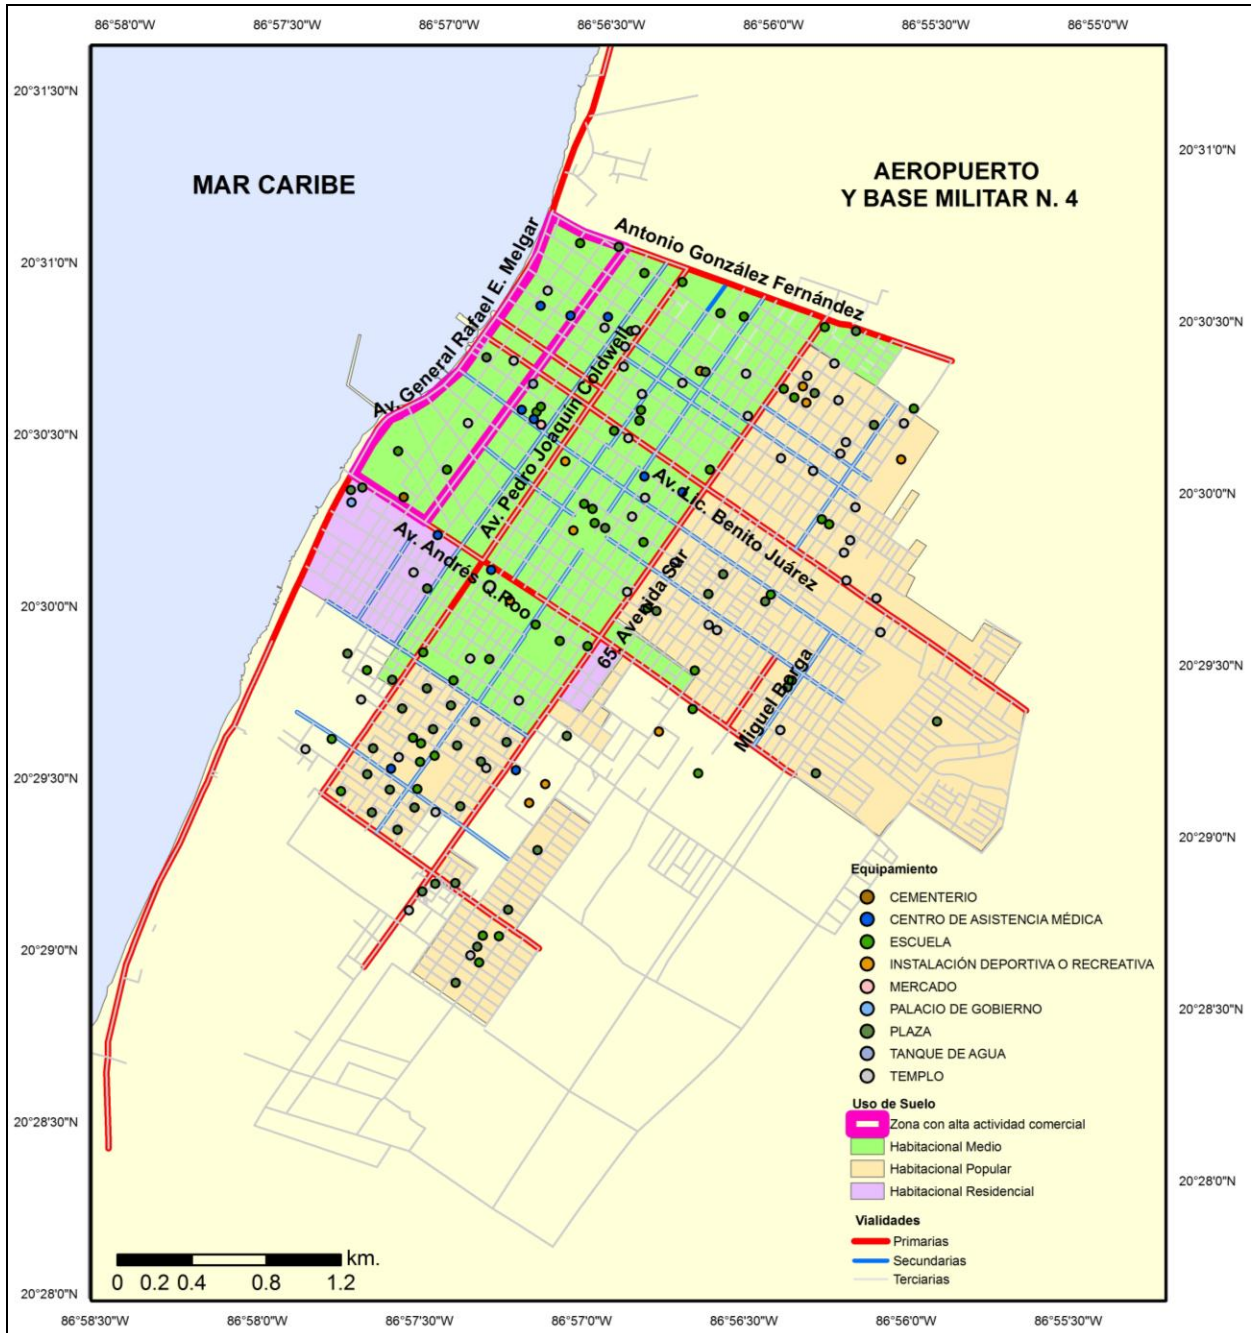 86°58'0"W 86°57'30"W 86°57'0"W 86°56'30"W 86°56'0"W 86°55'30"W 86°55'0"W
20°31'30"N
20°31'0"N
20°30'30"N
20°30'0"N
20°29'30"N
20°29'0"N
20°28'30"N
20°28'0"N
MAR CARIBE
AEROPUERTO
Y BASE MILITAR N. 4
Antonio González Fernández
Av. General Rafael E. Melgar
Av. Pedro Joaquin Coldwell
Av. Lic. Benito Juárez
Av. Andrés Q.Roo
65. Avenida Sur
Miguel Borga
20°31'0"N
20°30'30"N
20°30'0"N
20°29'30"N
20°29'0"N
20°28'30"N
20°28'0"N
Equipamiento
CEMENTERIO
CENTRO DE ASISTENCIA MÉDICA
ESCUELA
INSTALACIÓN DEPORTIVA O RECREATIVA
MERCADO
PALACIO DE GOBIERNO
PLAZA
TANQUE DE AGUA
TEMPLO
Uso de Suelo
Zona con alta actividad comercial
Habitacional Medio
Habitacional Popular
Habitacional Residencial
Vialidades
Primarias
Secundarias
Terciarias
km.
0 0.2 0.4 0.8 1.2
86°58'30"W 86°58'0"W 86°57'30"W 86°57'0"W 86°56'30"W 86°56'0"W 86°55'30"W